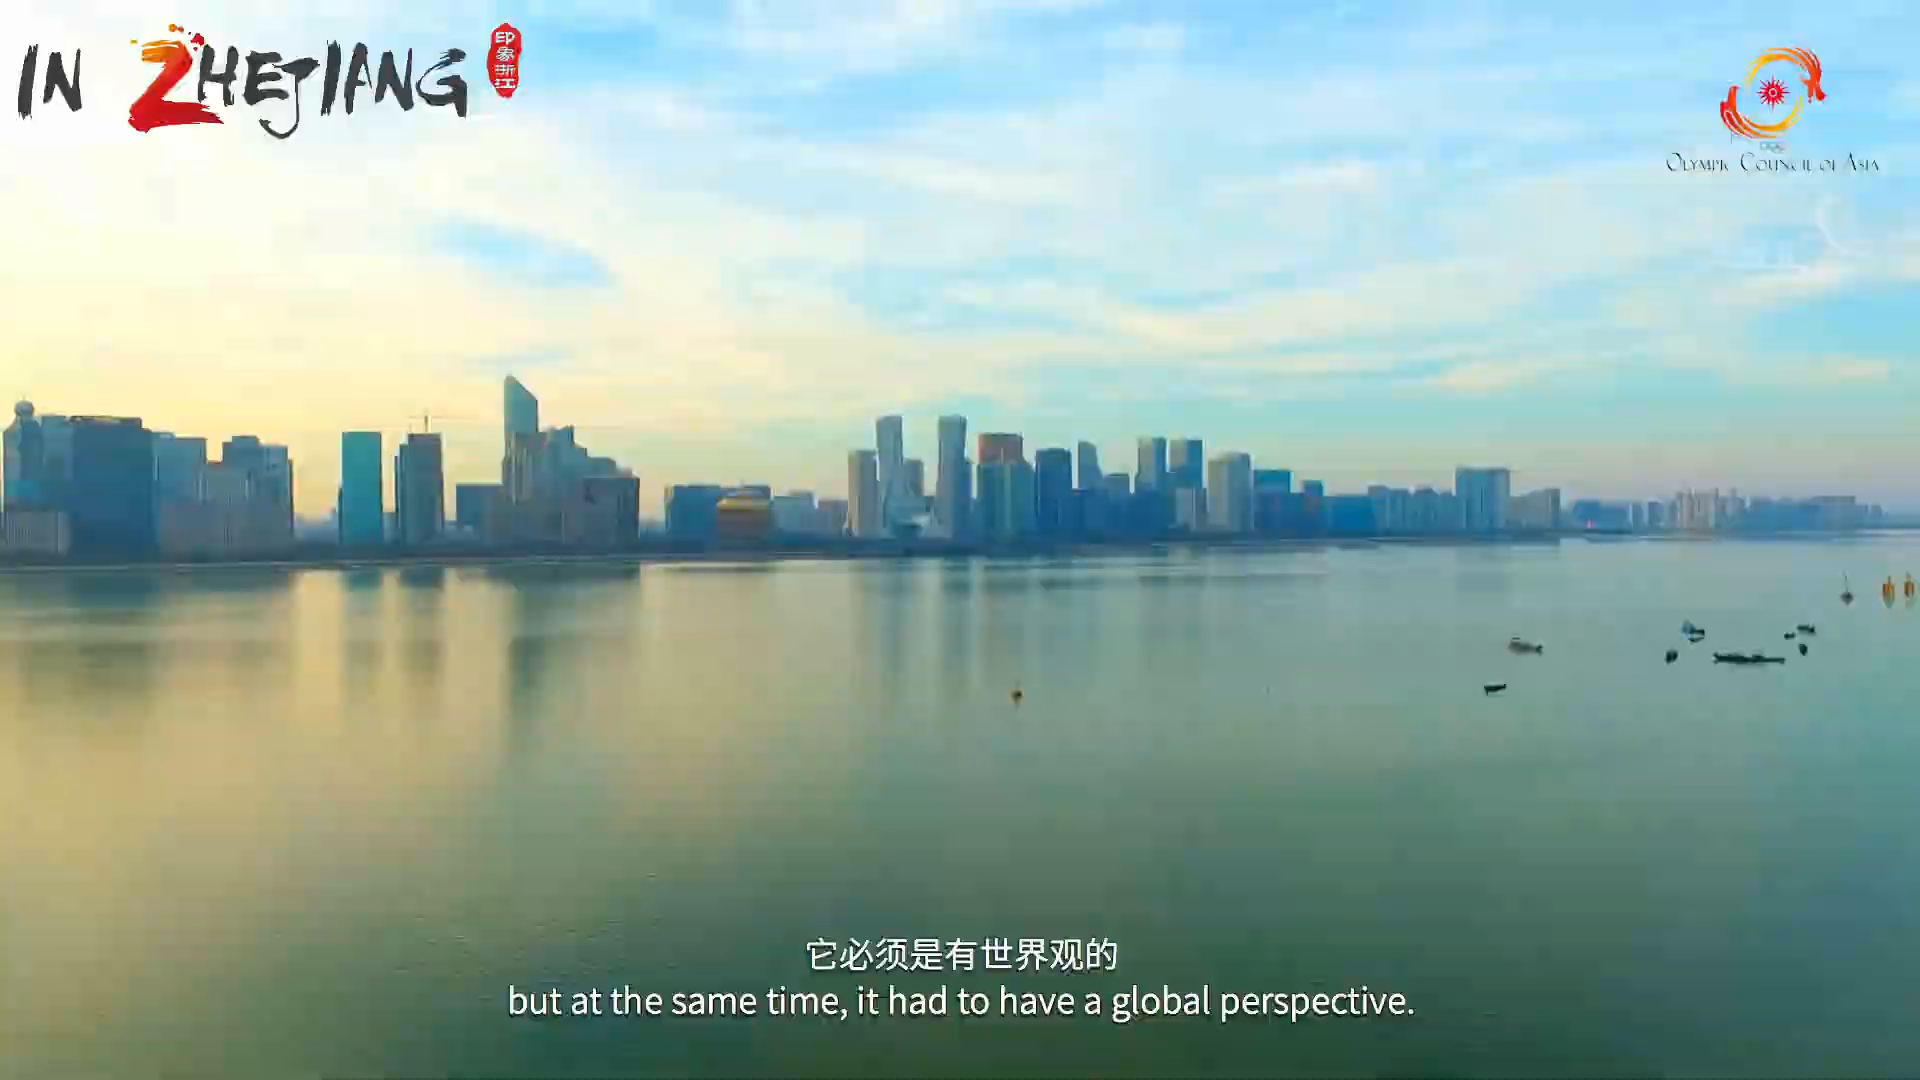 IN ZHEJIANG
印象浙江
OLYMPIC COUNCIL OF ASIA
它必须是有世界观的
but at the same time, it had to have a global perspective.